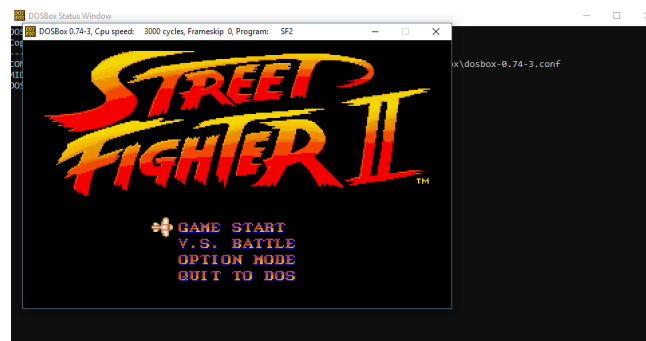 DOSBox Status Window
DOSBox 0.74-3, Cpu speed: 3000 cycles, Frameskip 0, Program: SF2
ox\dosbox-0.74-3.conf
STREET
FIGHTER II
TM
GAME START
V.S. BATTLE
OPTION MODE
QUIT TO DOS